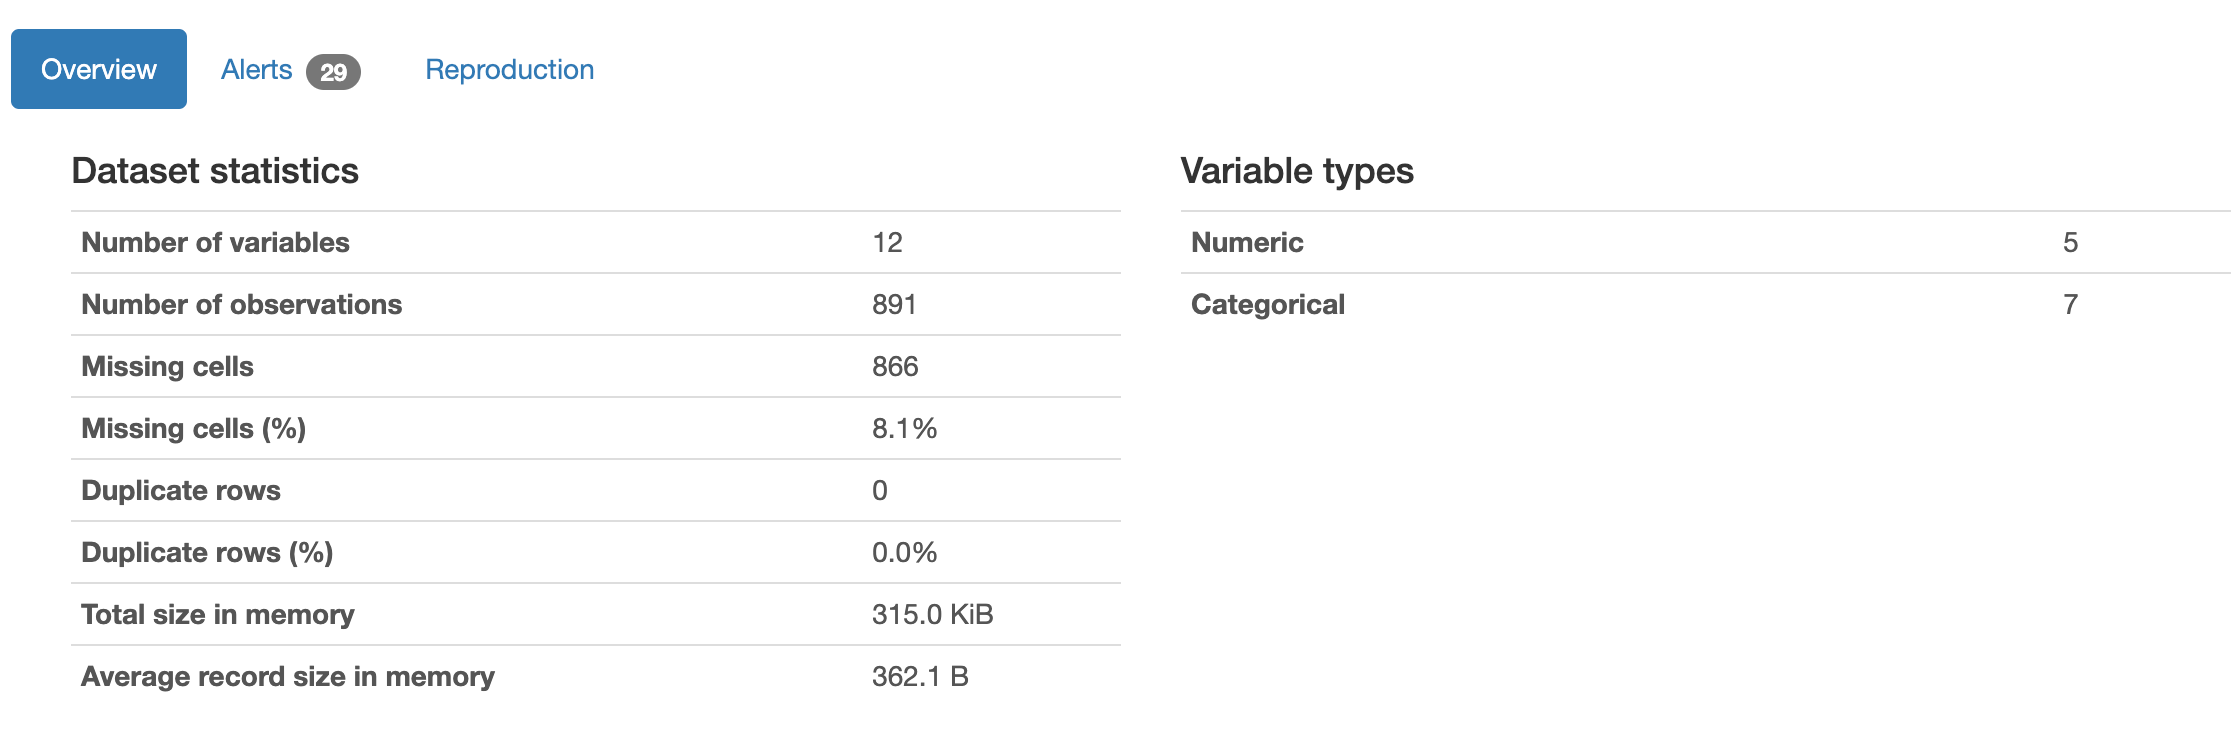 Overview Alerts 29 Reproduction
Dataset statistics
Number of variables 12
Number of observations 891
Missing cells 866
Missing cells (%) 8.1%
Duplicate rows 0
Duplicate rows (%) 0.0%
Total size in memory 315.0 KiB
Average record size in memory 362.1 B
Variable types
Numeric 5
Categorical 7